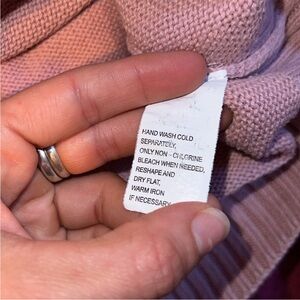 HAND WASH COLD
SEPARATELY,
ONLY NON - CHLORINE
BLEACH WHEN NEEDED,
RESHAPE AND
DRY FLAT,
WARM IRON
IF NECESSARY